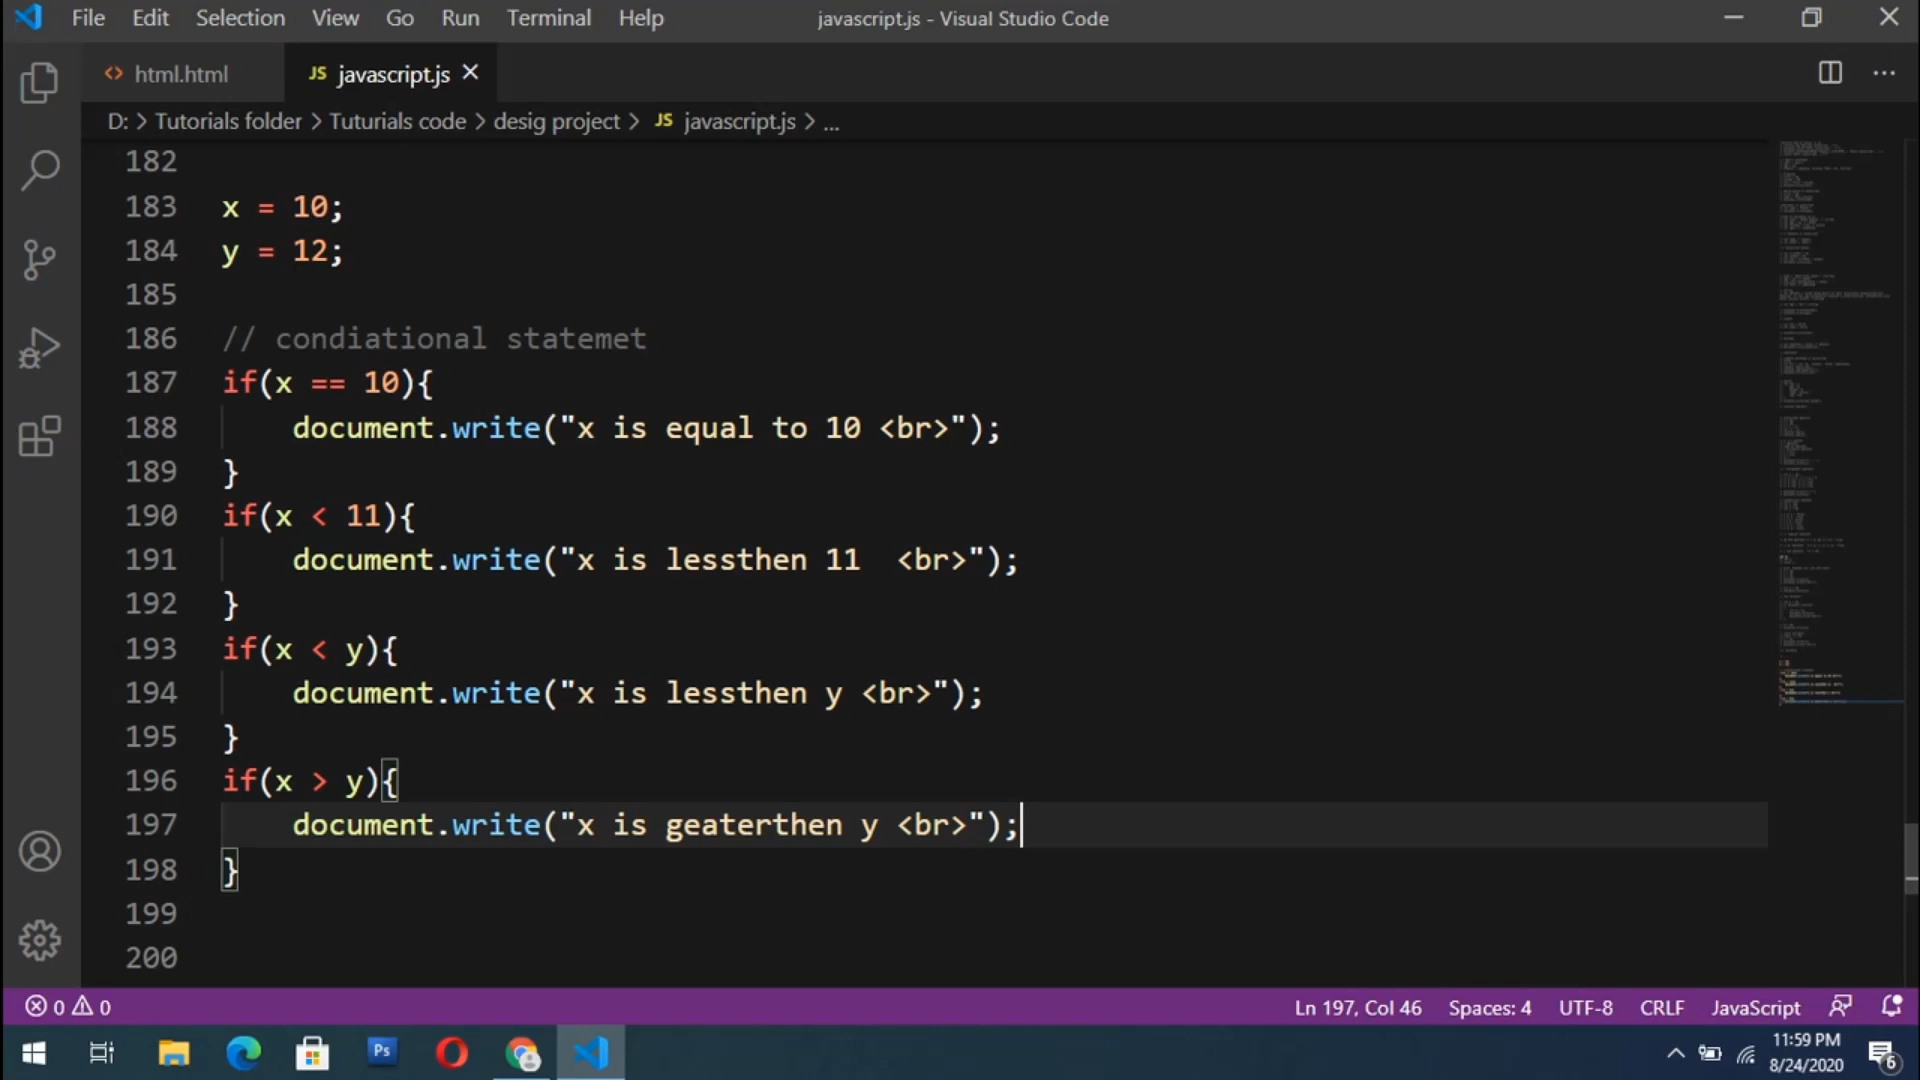 File Edit Selection View Go Run Terminal Help javascript.js - Visual Studio Code
<> html.html JS javascript.js ×
D: > Tutorials folder > Tuturials code > desig project > JS javascript.js > ...
182
183 x = 10;
184 y = 12;
185
186 // condiational statemet
187 if(x == 10){
188 document.write("x is equal to 10 <br>");
189 }
190 if(x < 11){
191 document.write("x is lessthen 11  <br>");
192 }
193 if(x < y){
194 document.write("x is lessthen y <br>");
195 }
196 if(x > y){
197 document.write("x is geaterthen y <br>");
198 }
199
200
0 0 Ln 197, Col 46 Spaces: 4 UTF-8 CRLF JavaScript
Ps 11:59 PM
8/24/2020 6